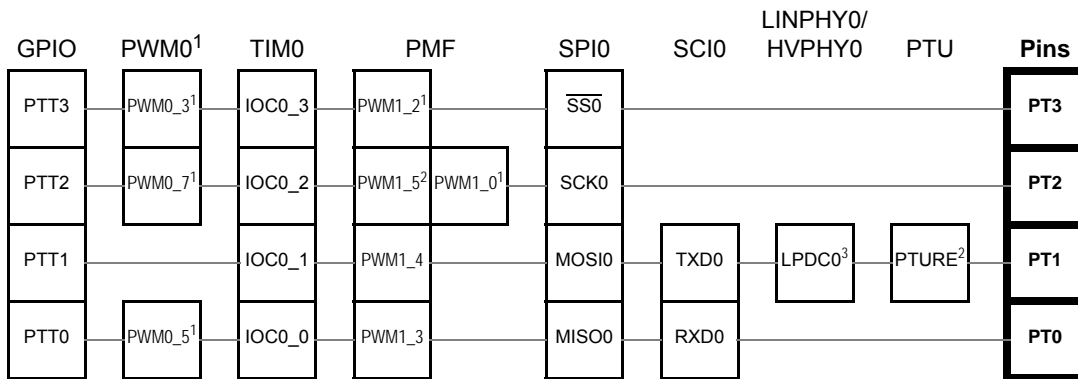 LINPHY0/
GPIO PWM0¹ TIM0 PMF SPI0 SCI0 HVPHY0 PTU Pins
PTT3 PWM0_3¹ IOC0_3 PWM1_2¹ SS0 PT3
PTT2 PWM0_7¹ IOC0_2 PWM1_5² PWM1_0¹ SCK0 PT2
PTT1 IOC0_1 PWM1_4 MOSI0 TXD0 LPDC0³ PTURE² PT1
PTT0 PWM0_5¹ IOC0_0 PWM1_3 MISO0 RXD0 PT0